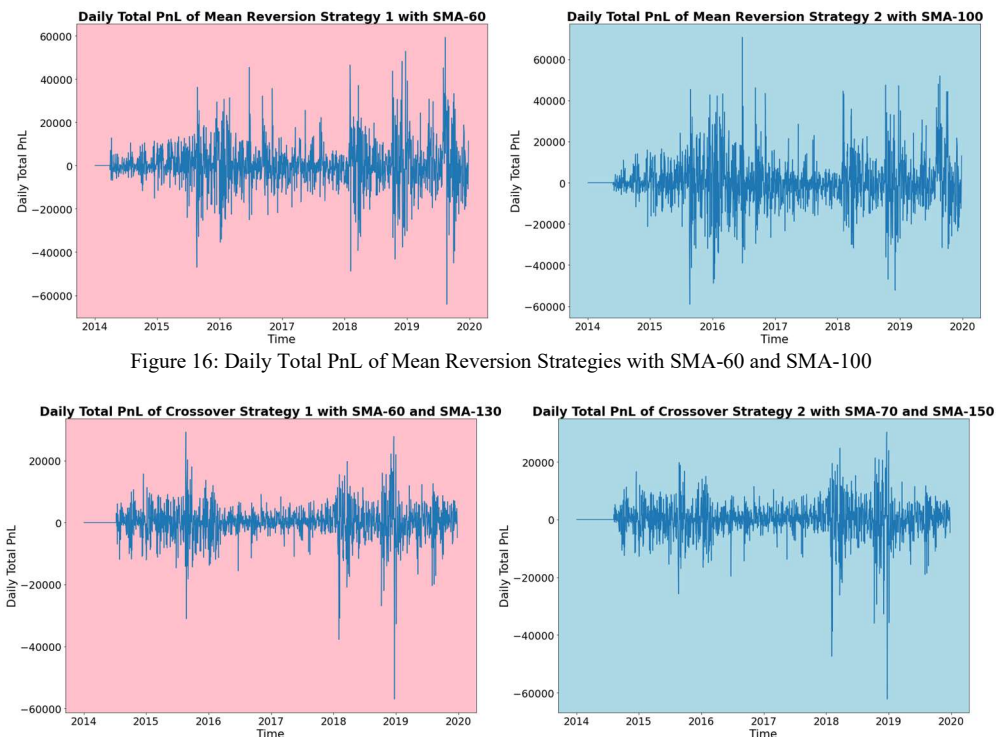 Daily Total PnL of Mean Reversion Strategy 1 with SMA-60
Daily Total PnL
60000
40000
20000
0
−20000
−40000
−60000
2014 2015 2016 2017 2018 2019 2020
Time
Daily Total PnL of Mean Reversion Strategy 2 with SMA-100
Daily Total PnL
60000
40000
20000
0
−20000
−40000
−60000
2014 2015 2016 2017 2018 2019 2020
Time
Figure 16: Daily Total PnL of Mean Reversion Strategies with SMA-60 and SMA-100
Daily Total PnL of Crossover Strategy 1 with SMA-60 and SMA-130
Daily Total PnL
20000
0
−20000
−40000
−60000
2014 2015 2016 2017 2018 2019 2020
Time
Daily Total PnL of Crossover Strategy 2 with SMA-70 and SMA-150
Daily Total PnL
20000
0
−20000
−40000
−60000
2014 2015 2016 2017 2018 2019 2020
Time